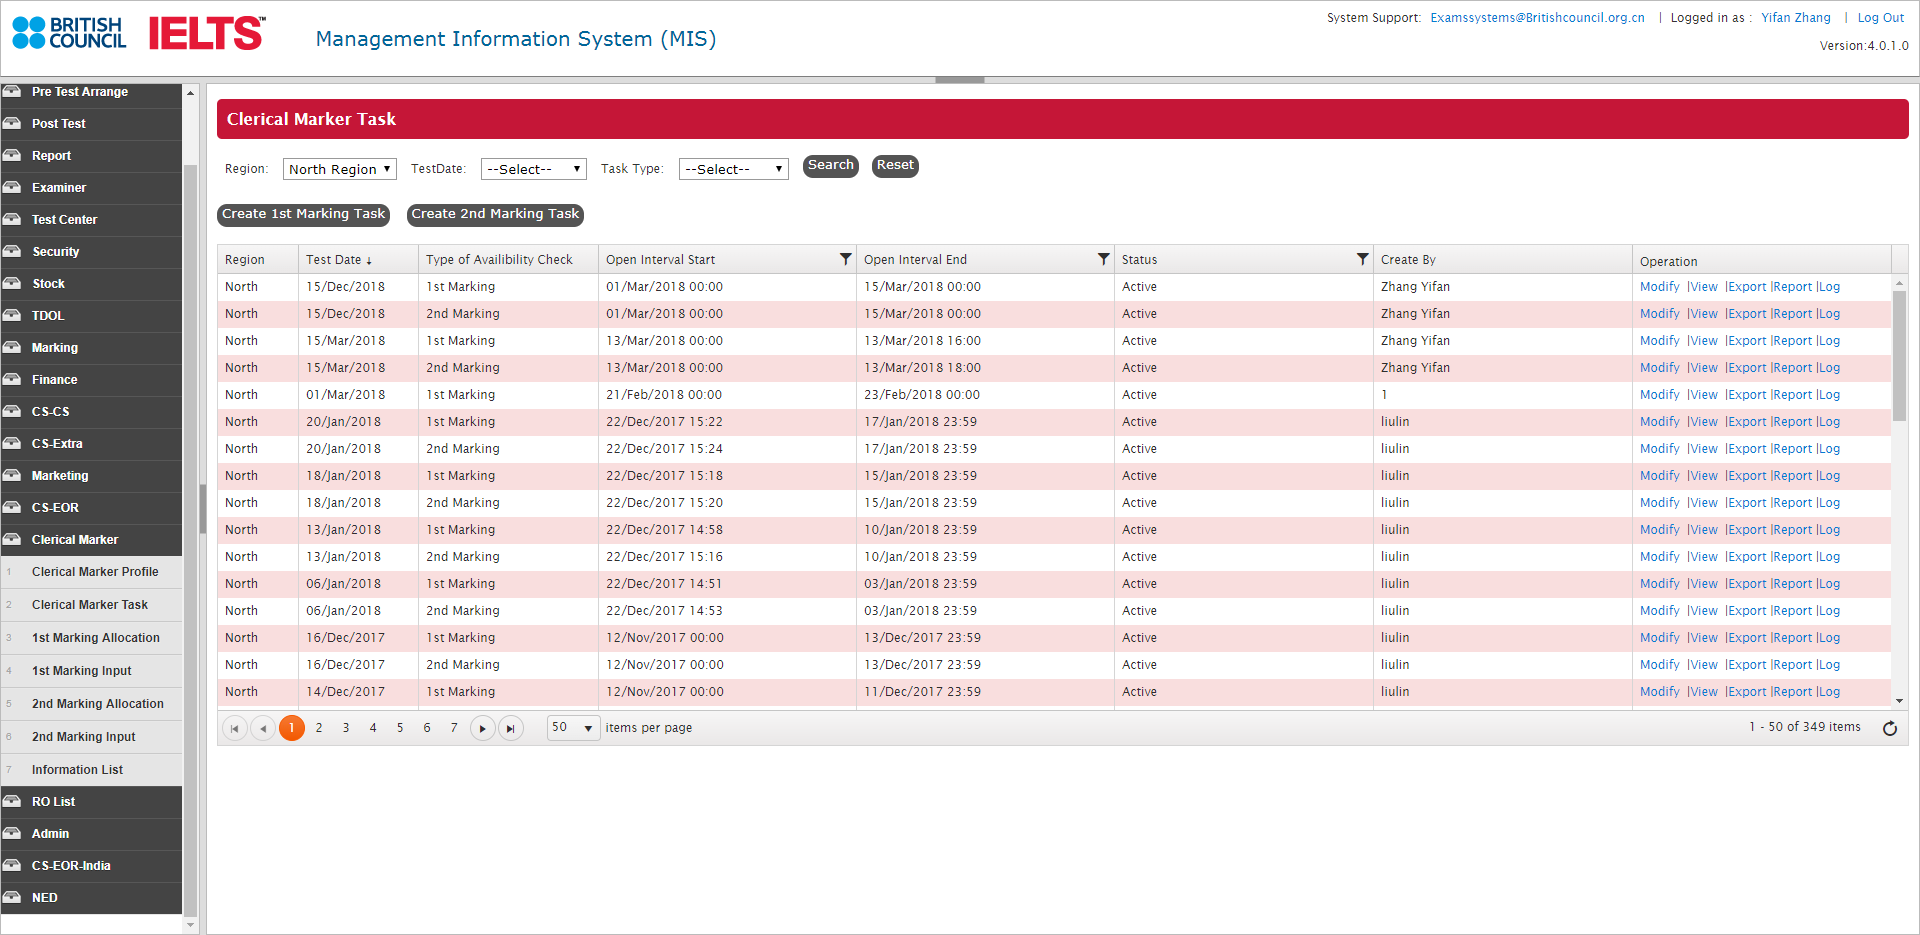 BRITISH COUNCIL IELTS™
Management Information System (MIS)
System Support: Examssystems@Britishcouncil.org.cn | Logged in as : Yifan Zhang | Log Out
Version:4.0.1.0
Pre Test Arrange
Post Test
Report
Examiner
Test Center
Security
Stock
TDOL
Marking
Finance
CS-CS
CS-Extra
Marketing
CS-EOR
Clerical Marker
1 Clerical Marker Profile
2 Clerical Marker Task
3 1st Marking Allocation
4 1st Marking Input
5 2nd Marking Allocation
6 2nd Marking Input
7 Information List
RO List
Admin
CS-EOR-India
NED
Clerical Marker Task
Region: North Region TestDate: --Select-- Task Type: --Select-- Search Reset
Create 1st Marking Task Create 2nd Marking Task
Region Test Date ↓ Type of Availibility Check Open Interval Start Open Interval End Status Create By Operation
North 15/Dec/2018 1st Marking 01/Mar/2018 00:00 15/Mar/2018 00:00 Active Zhang Yifan Modify |View |Export |Report |Log
North 15/Dec/2018 2nd Marking 01/Mar/2018 00:00 15/Mar/2018 00:00 Active Zhang Yifan Modify |View |Export |Report |Log
North 15/Mar/2018 1st Marking 13/Mar/2018 00:00 13/Mar/2018 16:00 Active Zhang Yifan Modify |View |Export |Report |Log
North 15/Mar/2018 2nd Marking 13/Mar/2018 00:00 13/Mar/2018 18:00 Active Zhang Yifan Modify |View |Export |Report |Log
North 01/Mar/2018 1st Marking 21/Feb/2018 00:00 23/Feb/2018 00:00 Active 1 Modify |View |Export |Report |Log
North 20/Jan/2018 1st Marking 22/Dec/2017 15:22 17/Jan/2018 23:59 Active liulin Modify |View |Export |Report |Log
North 20/Jan/2018 2nd Marking 22/Dec/2017 15:24 17/Jan/2018 23:59 Active liulin Modify |View |Export |Report |Log
North 18/Jan/2018 1st Marking 22/Dec/2017 15:18 15/Jan/2018 23:59 Active liulin Modify |View |Export |Report |Log
North 18/Jan/2018 2nd Marking 22/Dec/2017 15:20 15/Jan/2018 23:59 Active liulin Modify |View |Export |Report |Log
North 13/Jan/2018 1st Marking 22/Dec/2017 14:58 10/Jan/2018 23:59 Active liulin Modify |View |Export |Report |Log
North 13/Jan/2018 2nd Marking 22/Dec/2017 15:16 10/Jan/2018 23:59 Active liulin Modify |View |Export |Report |Log
North 06/Jan/2018 1st Marking 22/Dec/2017 14:51 03/Jan/2018 23:59 Active liulin Modify |View |Export |Report |Log
North 06/Jan/2018 2nd Marking 22/Dec/2017 14:53 03/Jan/2018 23:59 Active liulin Modify |View |Export |Report |Log
North 16/Dec/2017 1st Marking 12/Nov/2017 00:00 13/Dec/2017 23:59 Active liulin Modify |View |Export |Report |Log
North 16/Dec/2017 2nd Marking 12/Nov/2017 00:00 13/Dec/2017 23:59 Active liulin Modify |View |Export |Report |Log
North 14/Dec/2017 1st Marking 12/Nov/2017 00:00 11/Dec/2017 23:59 Active liulin Modify |View |Export |Report |Log
1 2 3 4 5 6 7 50 items per page 1 - 50 of 349 items